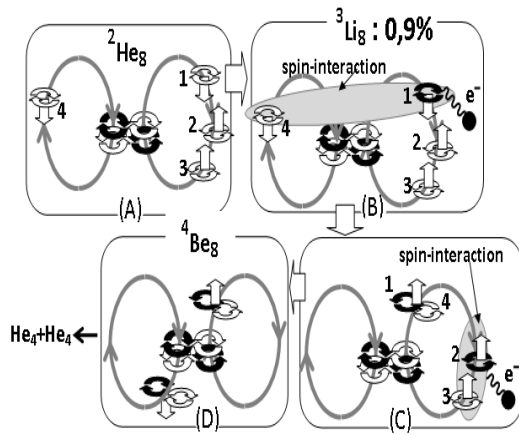 ²He₈
1
4
2
3
(A)
³Li₈ : 0,9%
spin-interaction
1
e⁻
4
2
3
(B)
⁴Be₈
He₄+He₄
(D)
spin-interaction
1
4
2
3
e⁻
(C)